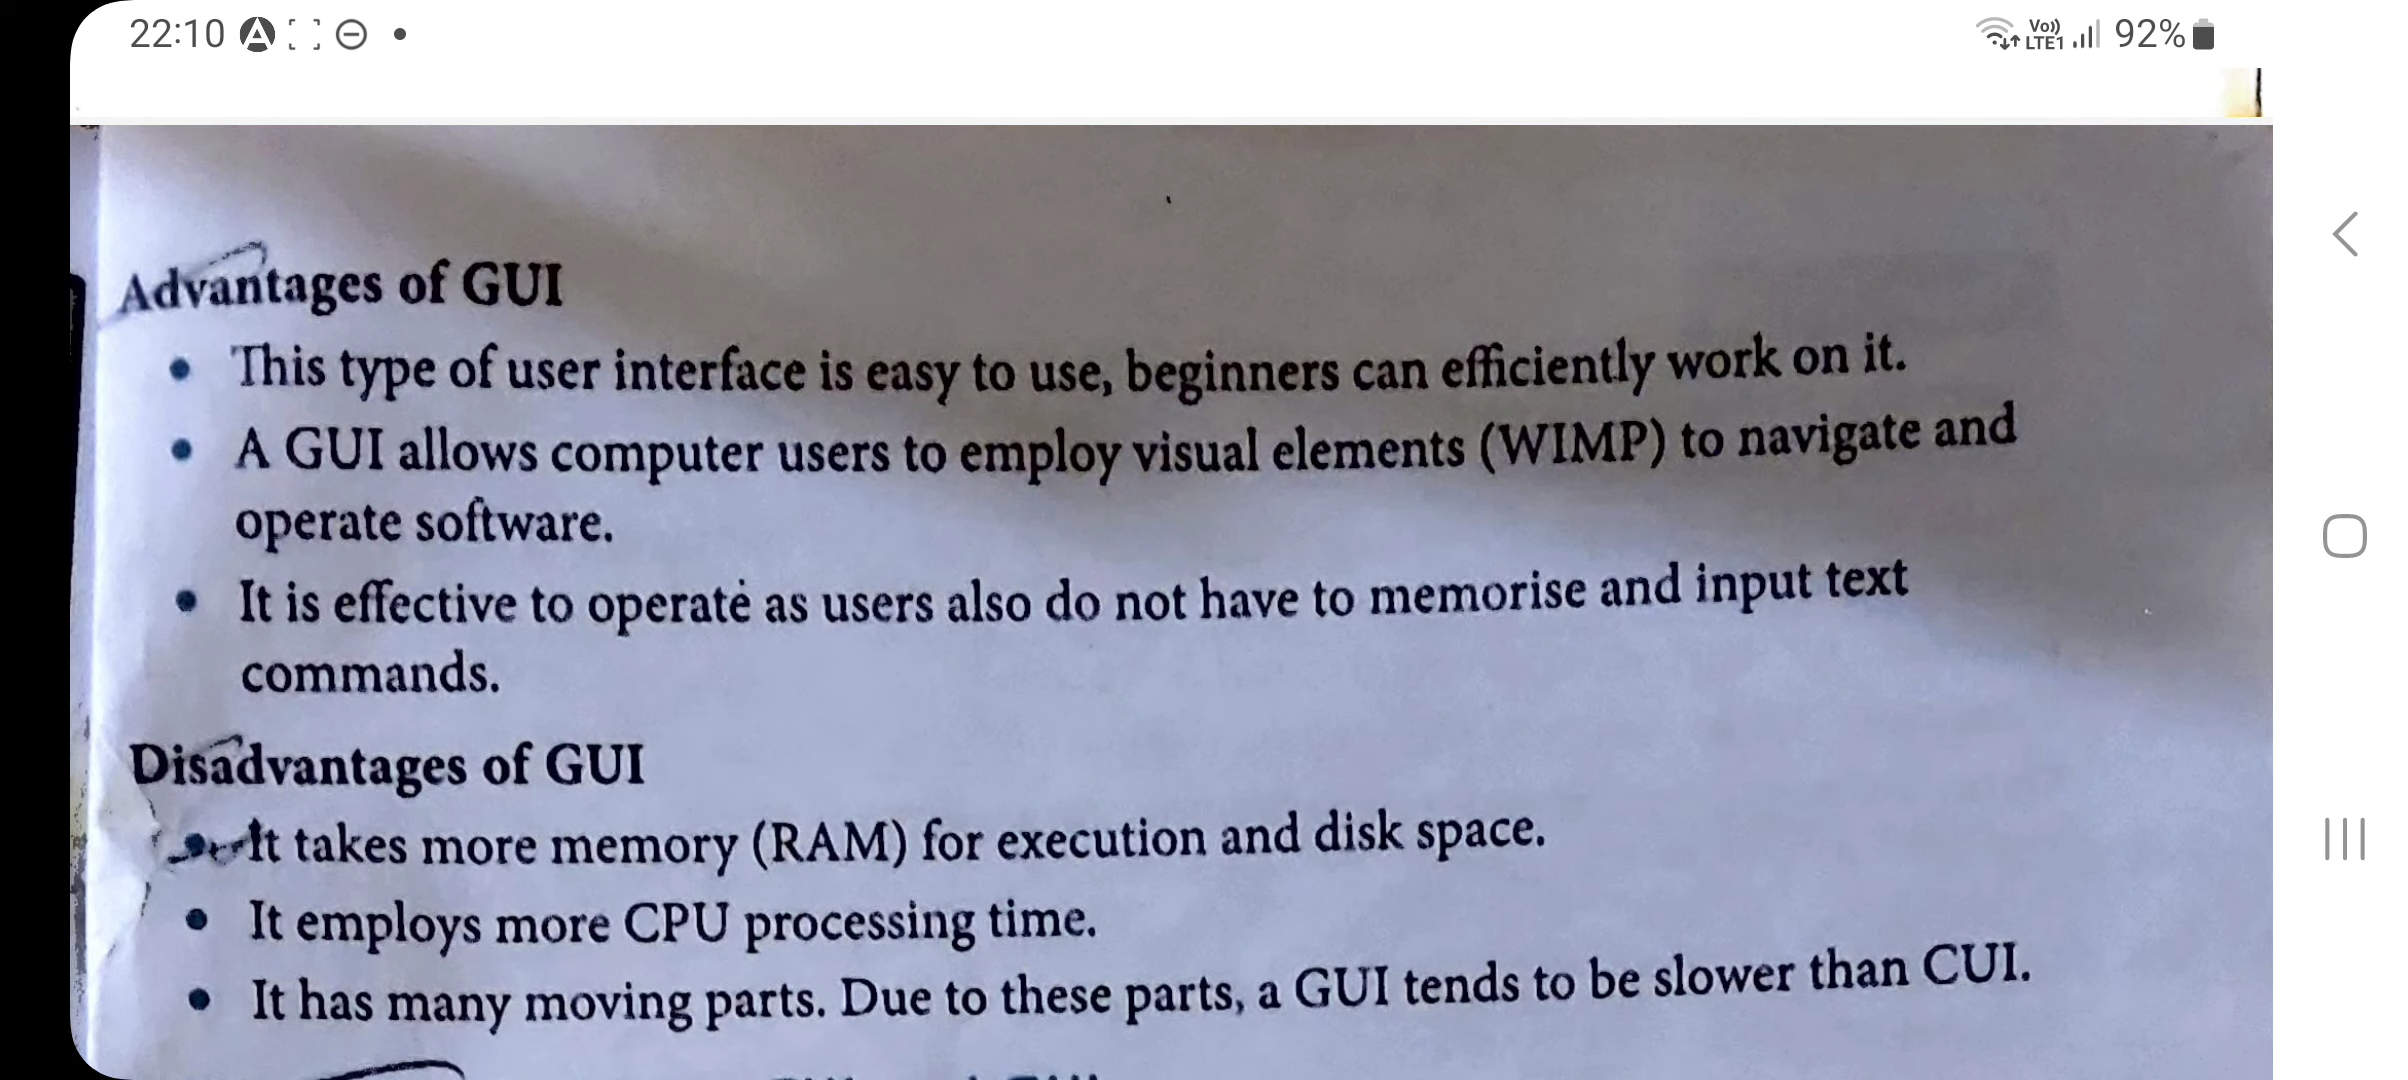 22:10
Vo)) LTE1 92%
Advantages of GUI
• This type of user interface is easy to use, beginners can efficiently work on it.
• A GUI allows computer users to employ visual elements (WIMP) to navigate and
operate software.
• It is effective to operate as users also do not have to memorise and input text
commands.
Disadvantages of GUI
• It takes more memory (RAM) for execution and disk space.
• It employs more CPU processing time.
• It has many moving parts. Due to these parts, a GUI tends to be slower than CUI.